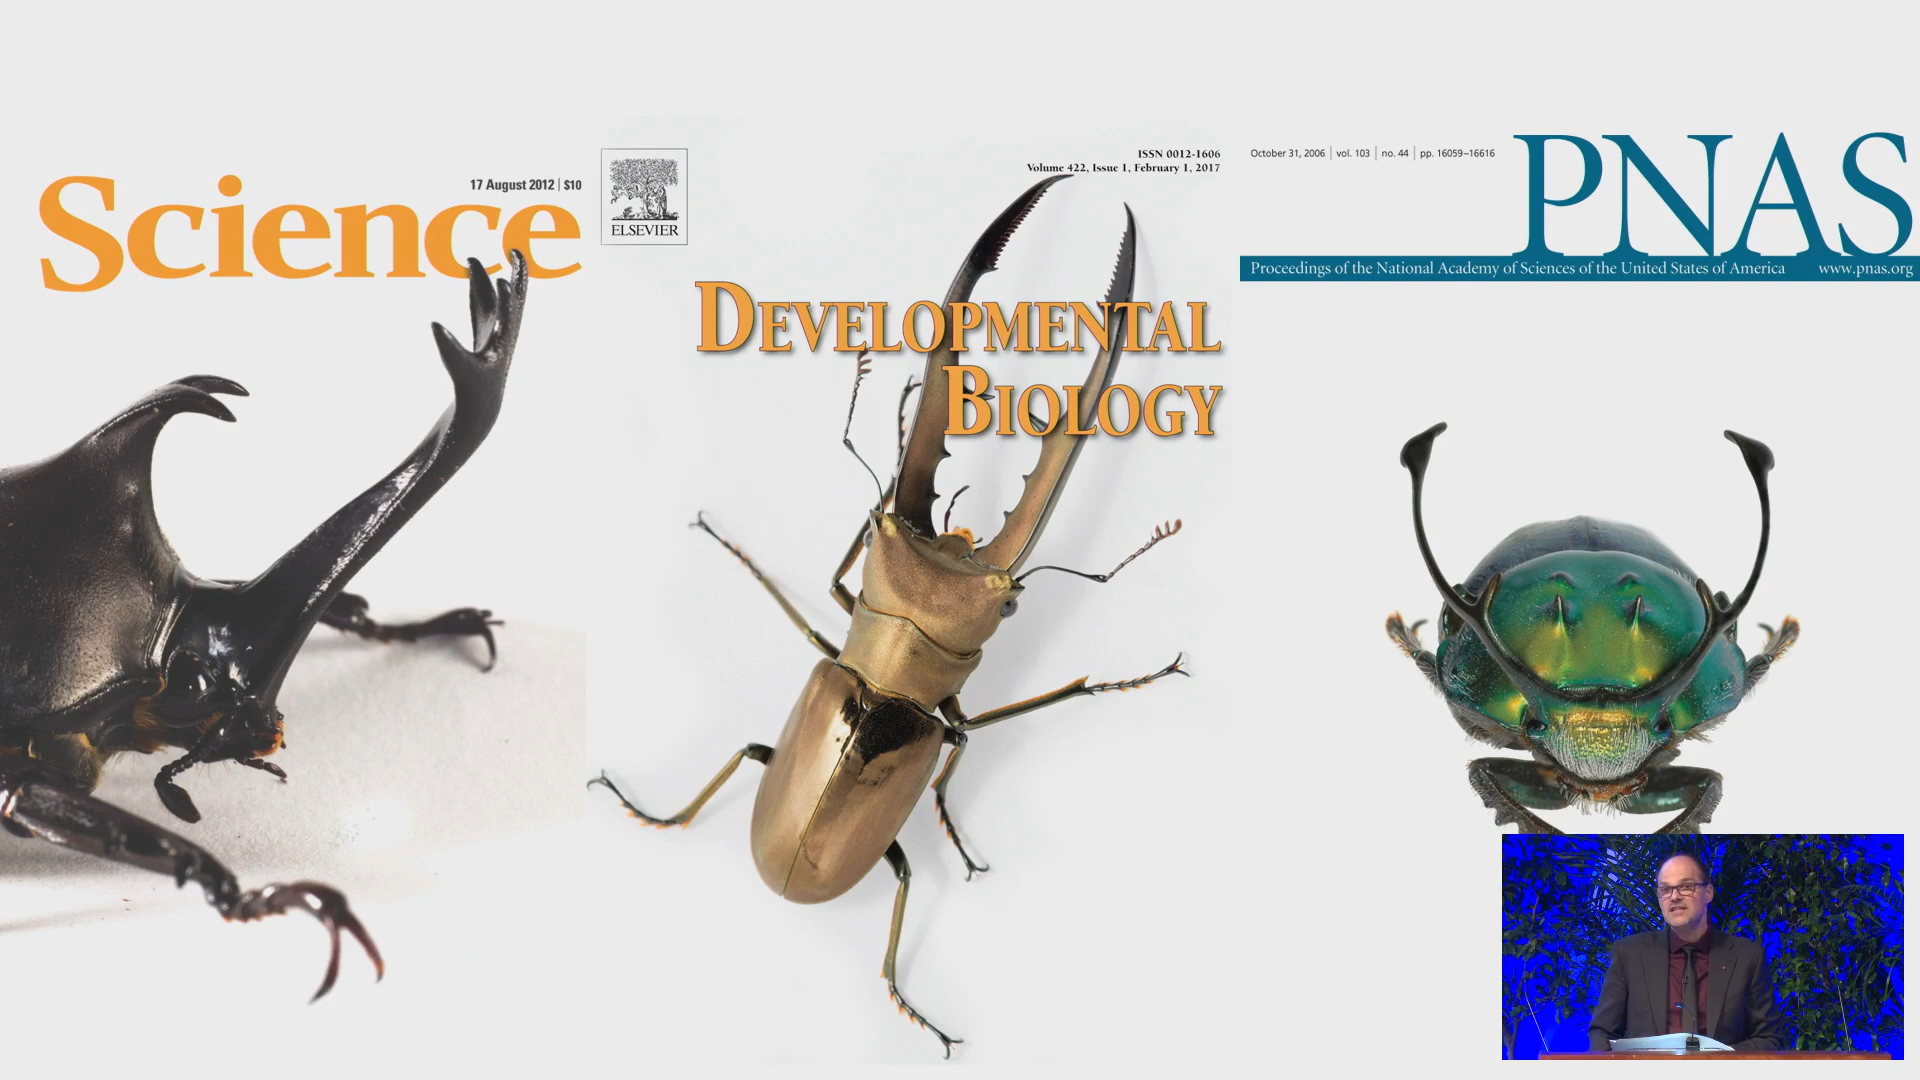 Science
17 August 2012 | $10
ELSEVIER
ISSN 0012-1606
Volume 422, Issue 1, February 1, 2017
DEVELOPMENTAL
BIOLOGY
October 31, 2006 | vol. 103 | no. 44 | pp. 16059–16616
PNAS
Proceedings of the National Academy of Sciences of the United States of America www.pnas.org